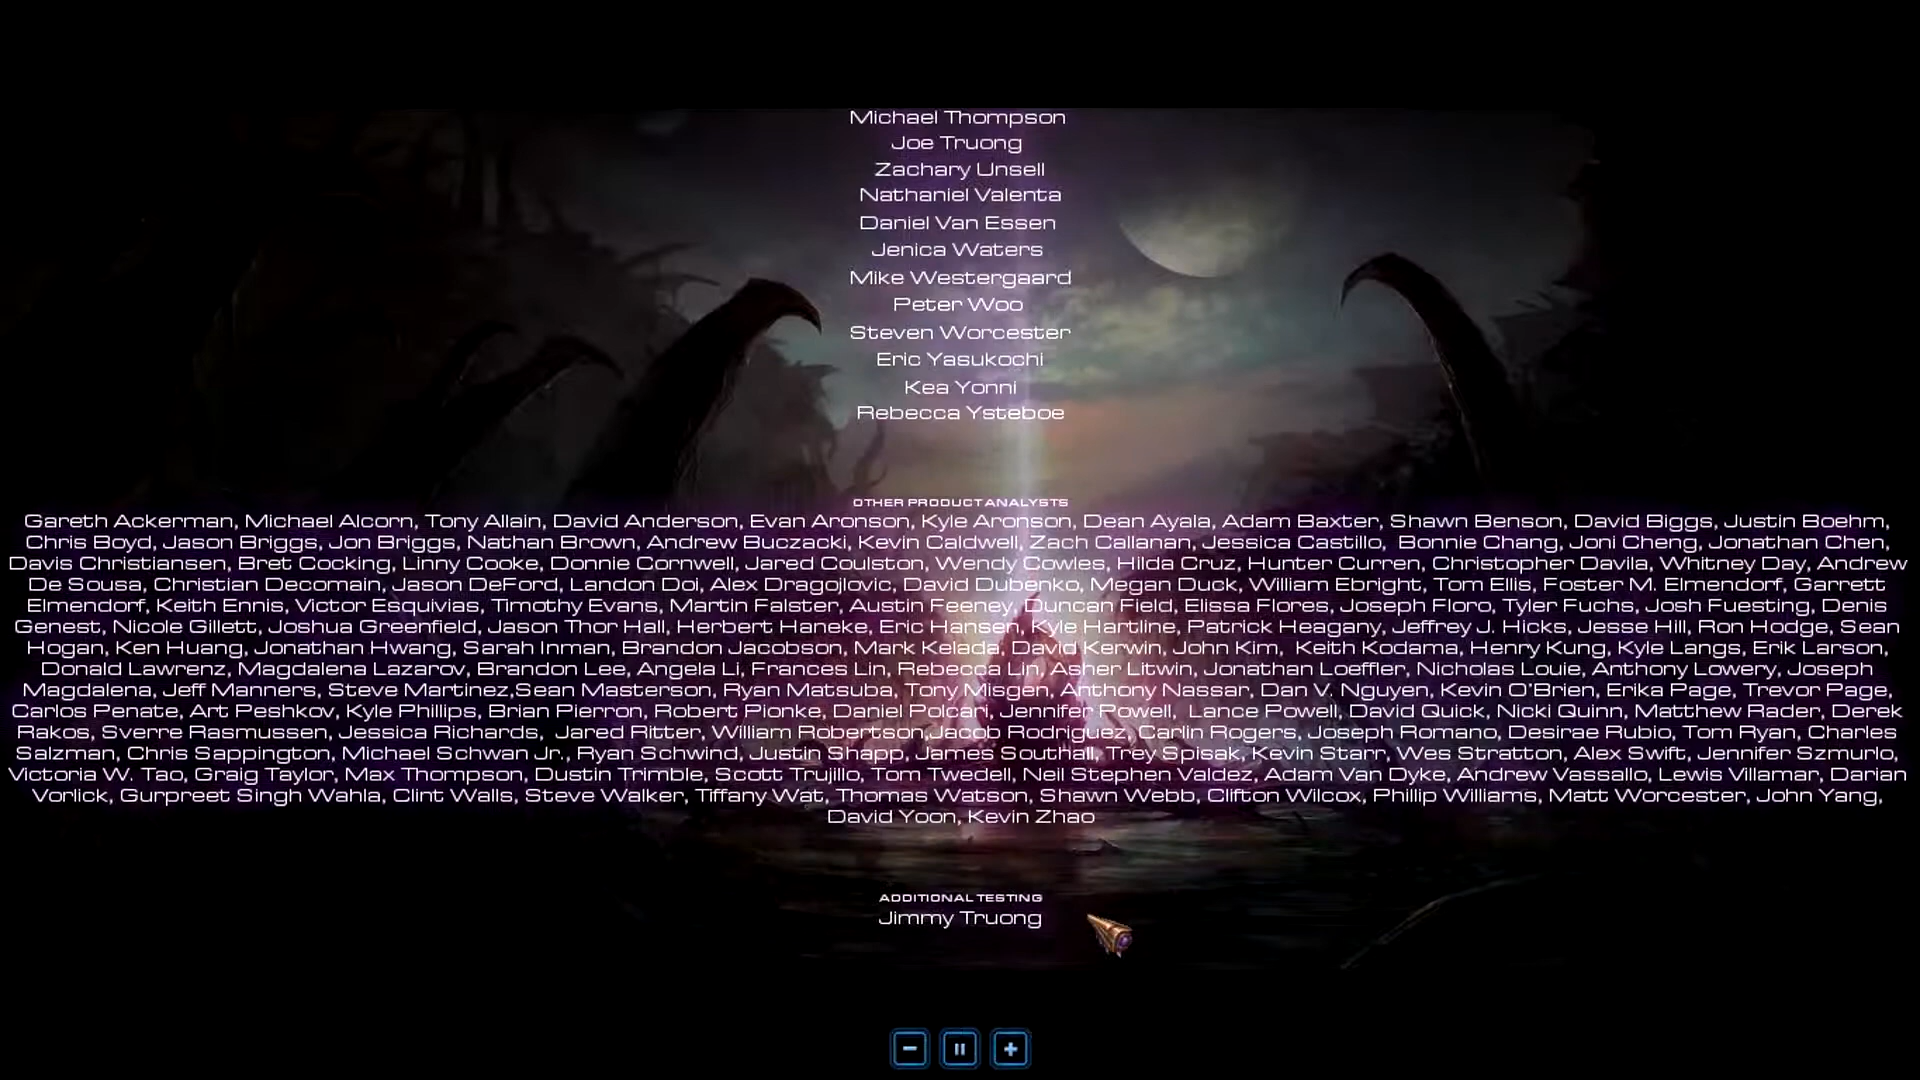 Michael Thompson
Joe Truong
Zachary Unsell
Nathaniel Valenta
Daniel Van Essen
Jenica Waters
Mike Westergaard
Peter Woo
Steven Worcester
Eric Yasukochi
Kea Yonni
Rebecca Ysteboe
OTHER PRODUCT ANALYSTS
Gareth Ackerman, Michael Alcorn, Tony Allain, David Anderson, Evan Aronson, Kyle Aronson, Dean Ayala, Adam Baxter, Shawn Benson, David Biggs, Justin Boehm,
Chris Boyd, Jason Briggs, Jon Briggs, Nathan Brown, Andrew Buczacki, Kevin Caldwell, Zach Callanan, Jessica Castillo, Bonnie Chang, Joni Cheng, Jonathan Chen,
Davis Christiansen, Bret Cocking, Linny Cooke, Donnie Cornwell, Jared Coulston, Wendy Cowles, Hilda Cruz, Hunter Curren, Christopher Davila, Whitney Day, Andrew
De Sousa, Christian Decomain, Jason DeFord, Landon Doi, Alex Dragojlovic, David Dubenko, Megan Duck, William Ebright, Tom Ellis, Foster M. Elmendorf, Garrett
Elmendorf, Keith Ennis, Victor Esquivias, Timothy Evans, Martin Falster, Austin Feeney, Duncan Field, Elissa Flores, Joseph Floro, Tyler Fuchs, Josh Fuesting, Denis
Genest, Nicole Gillett, Joshua Greenfield, Jason Thor Hall, Herbert Haneke, Eric Hansen, Kyle Hartline, Patrick Heagany, Jeffrey J. Hicks, Jesse Hill, Ron Hodge, Sean
Hogan, Ken Huang, Jonathan Hwang, Sarah Inman, Brandon Jacobson, Mark Kelada, David Kerwin, John Kim, Keith Kodama, Henry Kung, Kyle Langs, Erik Larson,
Donald Lawrenz, Magdalena Lazarov, Brandon Lee, Angela Li, Frances Lin, Rebecca Lin, Asher Litwin, Jonathan Loeffler, Nicholas Louie, Anthony Lowery, Joseph
Magdalena, Jeff Manners, Steve Martinez,Sean Masterson, Ryan Matsuba, Tony Misgen, Anthony Nassar, Dan V. Nguyen, Kevin O'Brien, Erika Page, Trevor Page,
Carlos Penate, Art Peshkov, Kyle Phillips, Brian Pierron, Robert Pionke, Daniel Polcari, Jennifer Powell, Lance Powell, David Quick, Nicki Quinn, Matthew Rader, Derek
Rakos, Sverre Rasmussen, Jessica Richards, Jared Ritter, William Robertson,Jacob Rodriguez, Carlin Rogers, Joseph Romano, Desirae Rubio, Tom Ryan, Charles
Salzman, Chris Sappington, Michael Schwan Jr., Ryan Schwind, Justin Shapp, James Southall, Trey Spisak, Kevin Starr, Wes Stratton, Alex Swift, Jennifer Szmurlo,
Victoria W. Tao, Graig Taylor, Max Thompson, Dustin Trimble, Scott Trujillo, Tom Twedell, Neil Stephen Valdez, Adam Van Dyke, Andrew Vassallo, Lewis Villamar, Darian
Vorlick, Gurpreet Singh Wahla, Clint Walls, Steve Walker, Tiffany Wat, Thomas Watson, Shawn Webb, Clifton Wilcox, Phillip Williams, Matt Worcester, John Yang,
David Yoon, Kevin Zhao
ADDITIONAL TESTING
Jimmy Truong